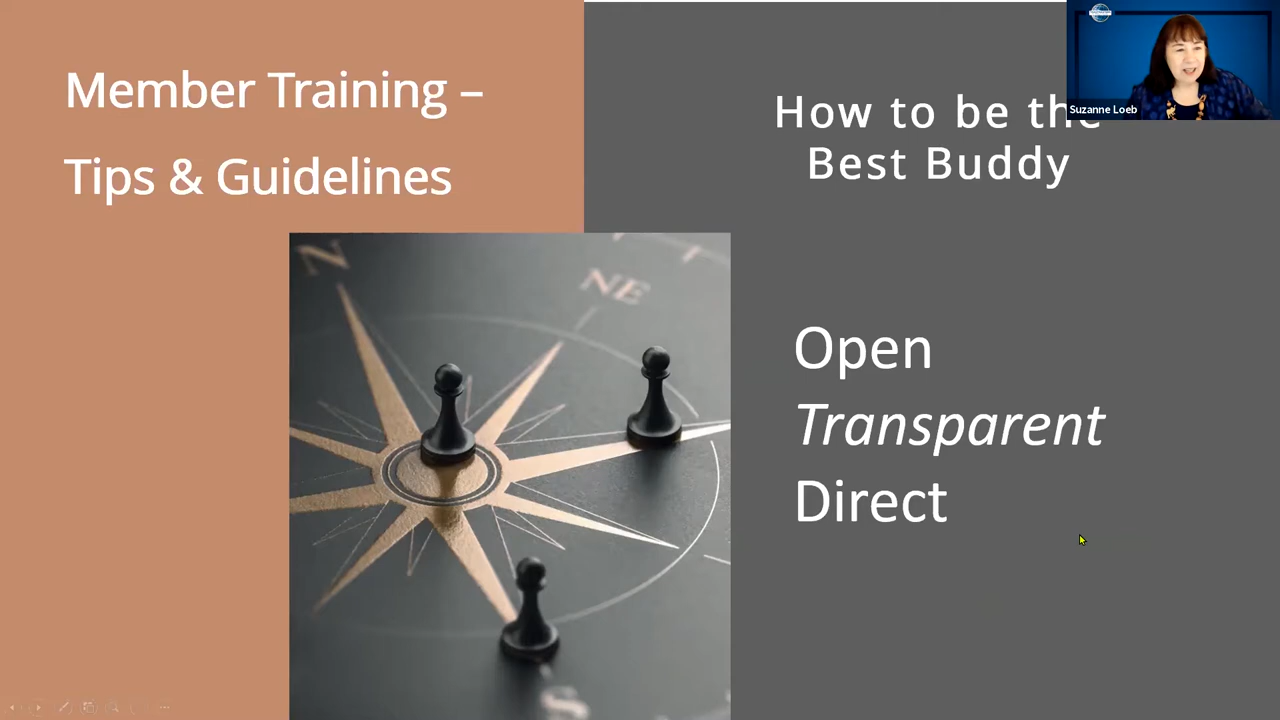 Member Training –
Tips & Guidelines
How to be the
Best Buddy
Suzanne Loeb
N
NE
S
Open
Transparent
Direct